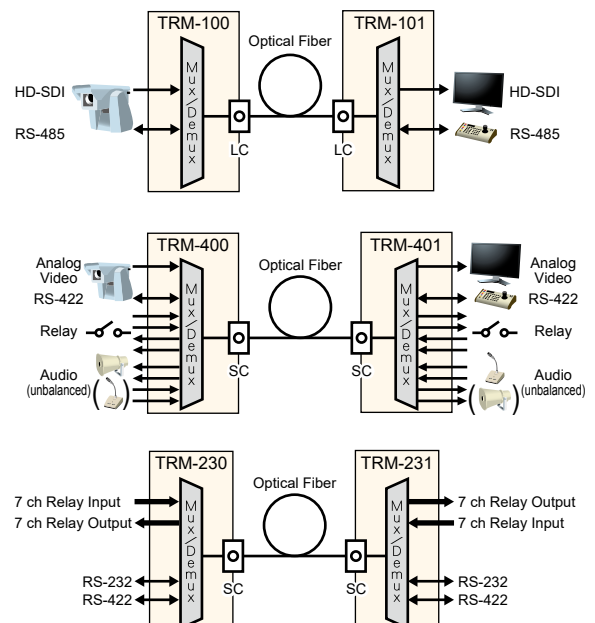 TRM-100
TRM-101
Optical Fiber
HD-SDI
RS-485
Mux/Demux
LC
LC
Mux/Demux
HD-SDI
RS-485
TRM-400
TRM-401
Optical Fiber
Analog
Video
RS-422
Relay
Audio
(unbalanced)
Mux/Demux
SC
SC
Mux/Demux
Analog
Video
RS-422
Relay
Audio
(unbalanced)
TRM-230
TRM-231
Optical Fiber
7 ch Relay Input
7 ch Relay Output
RS-232
RS-422
Mux/Demux
SC
SC
Mux/Demux
7 ch Relay Output
7 ch Relay Input
RS-232
RS-422